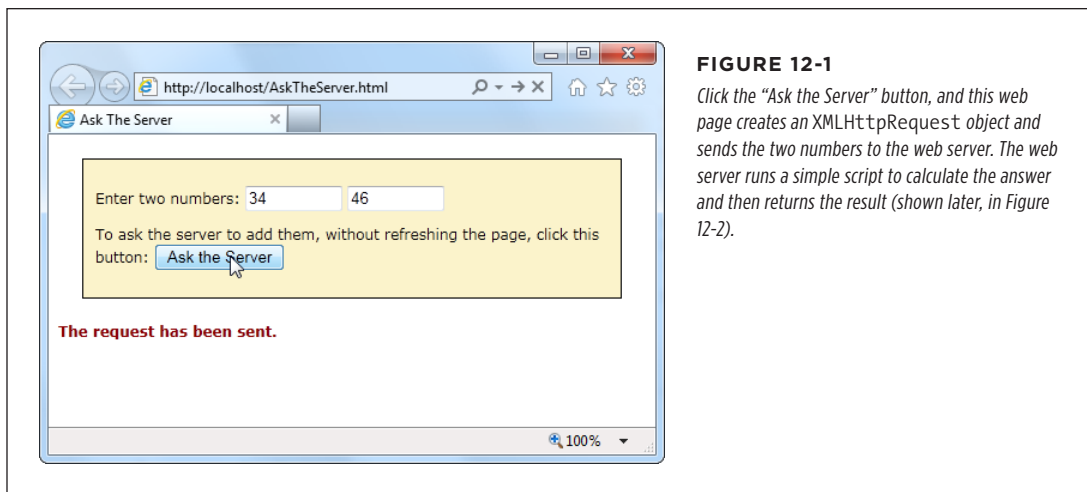 http://localhost/AskTheServer.html
Ask The Server
Enter two numbers: 34 46
To ask the server to add them, without refreshing the page, click this
button: Ask the Server
The request has been sent.
100%
FIGURE 12-1
Click the “Ask the Server” button, and this web
page creates an XMLHttpRequest object and
sends the two numbers to the web server. The web
server runs a simple script to calculate the answer
and then returns the result (shown later, in Figure
12-2).